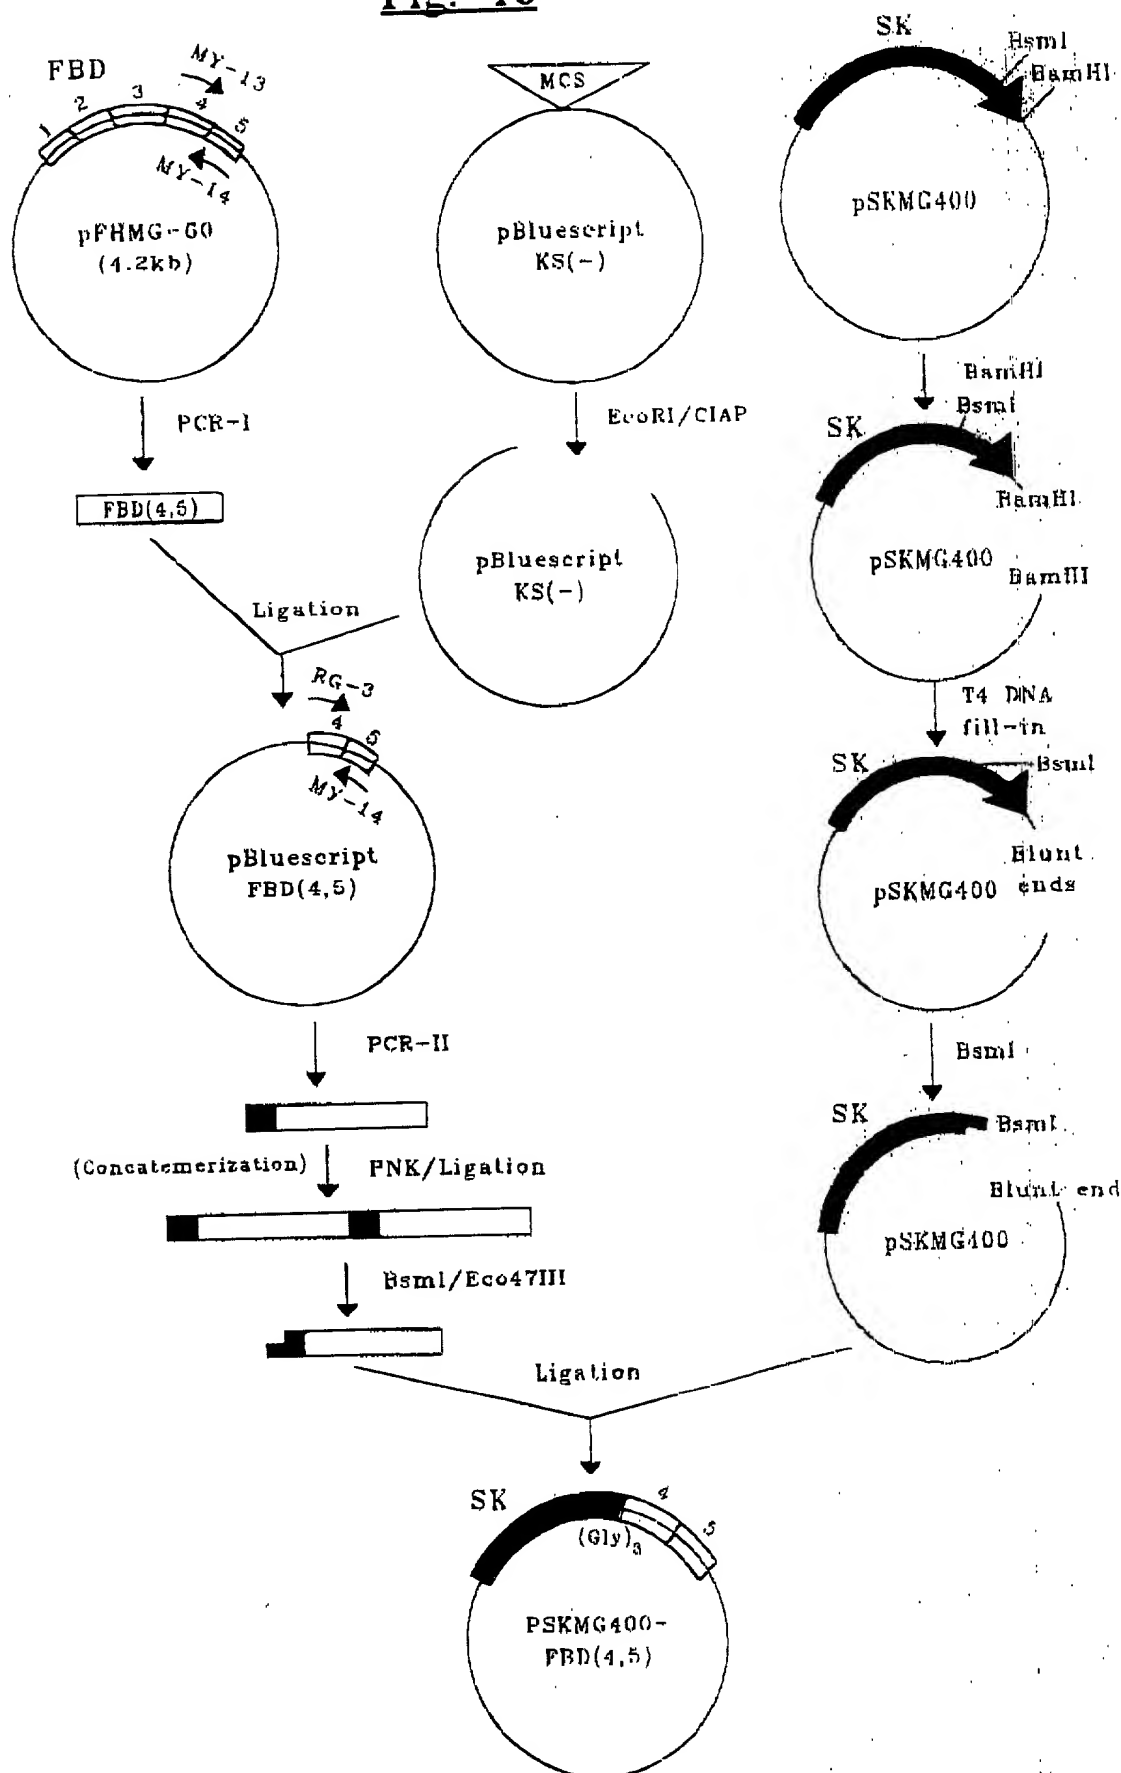 FBD
MY-13
1 2 3 4 5
MY-14
pFHMG-60
(4.2kb)
PCR-I
FBD(4,5)
MCS
pBluescript
KS(-)
EcoRI/CIAP
pBluescript
KS(-)
Ligation
RG-3
4 5
MY-14
pBluescript
FBD(4,5)
PCR-II
(Concatemerization)
PNK/Ligation
BsmI/Eco47III
SK
BsmI
BamHI
pSKMG400
BamHI
SK
BsmI
BamHI
pSKMG400
BamHI
T4 DNA
fill-in
SK
BsmI
Blunt
ends
pSKMG400
BsmI
SK
BsmI
Blunt end
pSKMG400
Ligation
SK
4
5
(Gly)3
PSKMG400-
FBD(4,5)